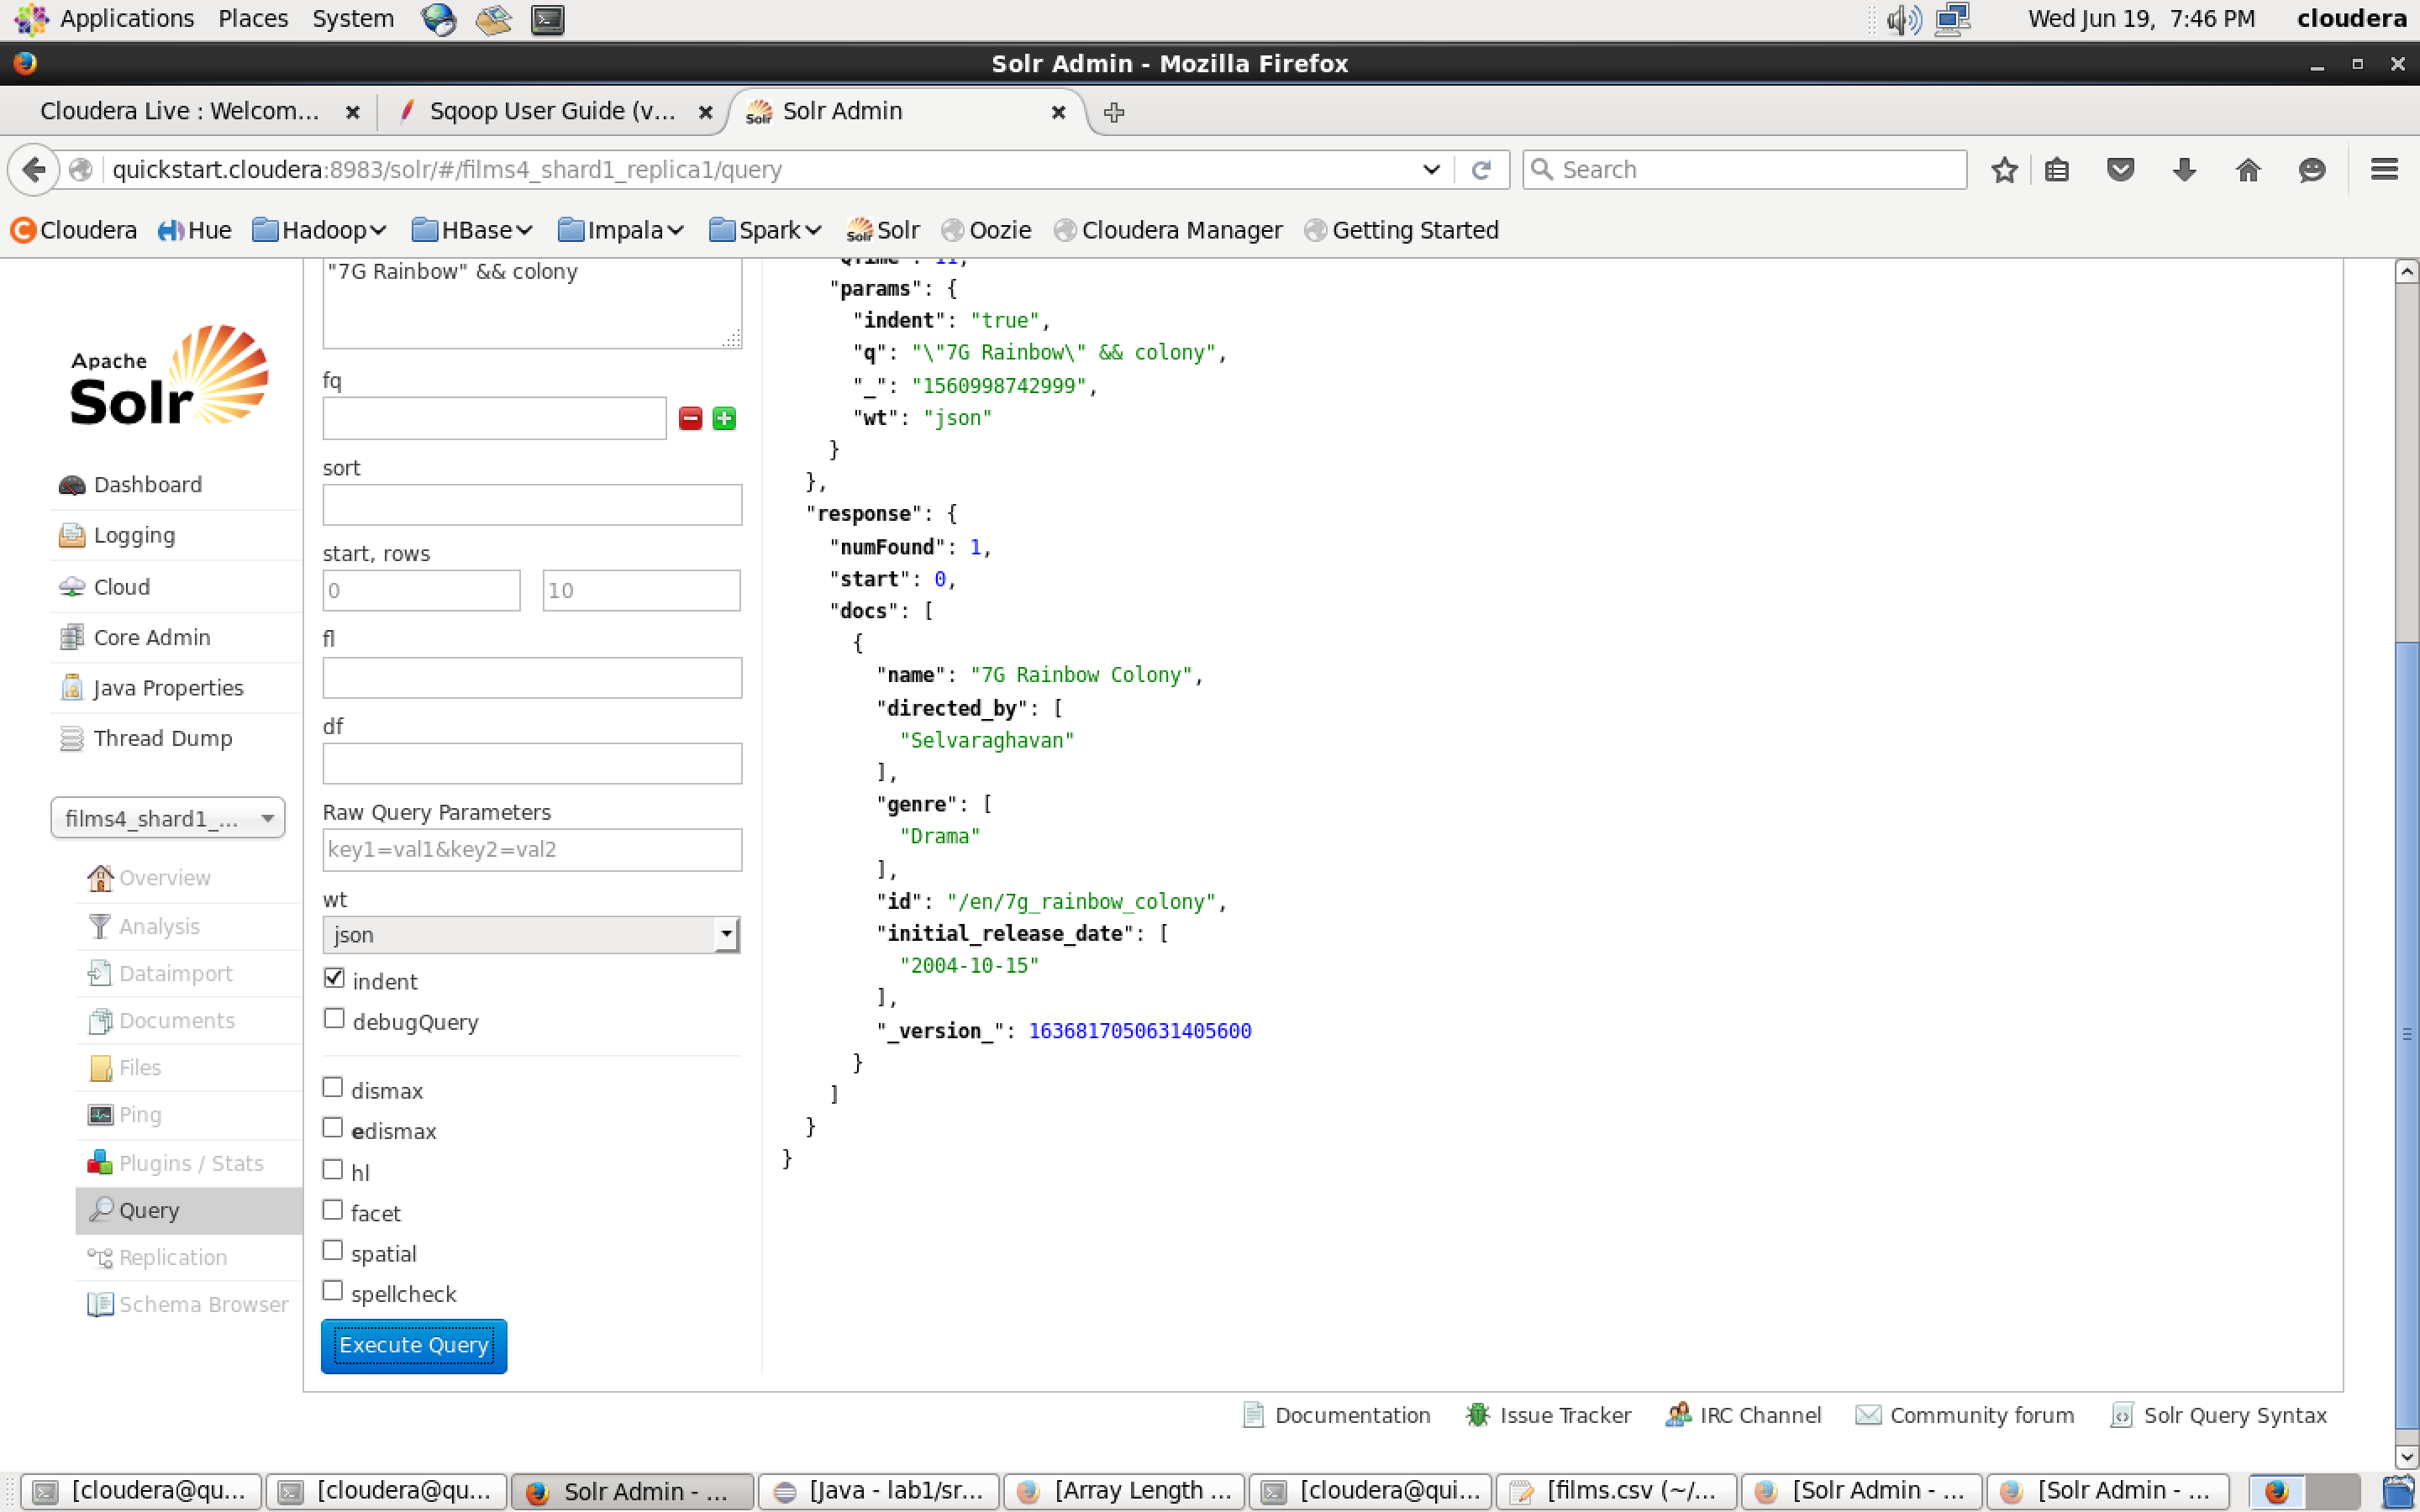 Applications Places System Wed Jun 19, 7:46 PM cloudera
Solr Admin - Mozilla Firefox
Cloudera Live : Welcom... Sqoop User Guide (v... Solr Admin
quickstart.cloudera:8983/solr/#/films4_shard1_replica1/query Search
Cloudera Hue Hadoop HBase Impala Spark Solr Oozie Cloudera Manager Getting Started
Apache
Solr
Dashboard
Logging
Cloud
Core Admin
Java Properties
Thread Dump
films4_shard1_...
Overview
Analysis
Dataimport
Documents
Files
Ping
Plugins / Stats
Query
Replication
Schema Browser
"7G Rainbow" && colony
fq
sort
start, rows
0 10
fl
df
Raw Query Parameters
key1=val1&key2=val2
wt
json
indent
debugQuery
dismax
edismax
hl
facet
spatial
spellcheck
Execute Query
"QTime": 11,
"params": {
"indent": "true",
"q": "\"7G Rainbow\" && colony",
"_": "1560998742999",
"wt": "json"
}
},
"response": {
"numFound": 1,
"start": 0,
"docs": [
{
"name": "7G Rainbow Colony",
"directed_by": [
"Selvaraghavan"
],
"genre": [
"Drama"
],
"id": "/en/7g_rainbow_colony",
"initial_release_date": [
"2004-10-15"
],
"_version_": 1636817050631405600
}
]
}
}
Documentation Issue Tracker IRC Channel Community forum Solr Query Syntax
[cloudera@qu... [cloudera@qu... Solr Admin - ... [Java - lab1/sr... [Array Length ... [cloudera@qui... [films.csv (~/... [Solr Admin - ... [Solr Admin - ...